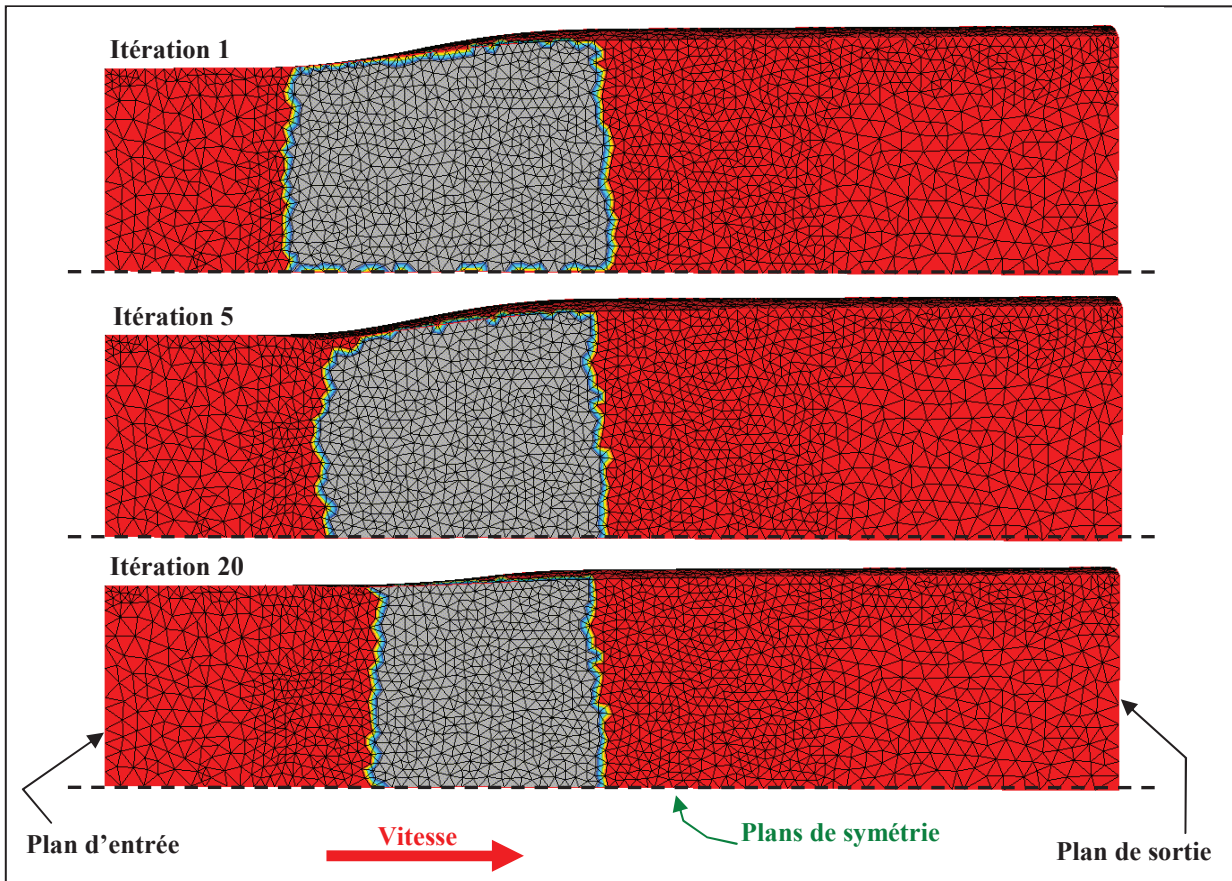 Itération 1
Itération 5
Itération 20
Plan d’entrée
Vitesse
Plans de symétrie
Plan de sortie